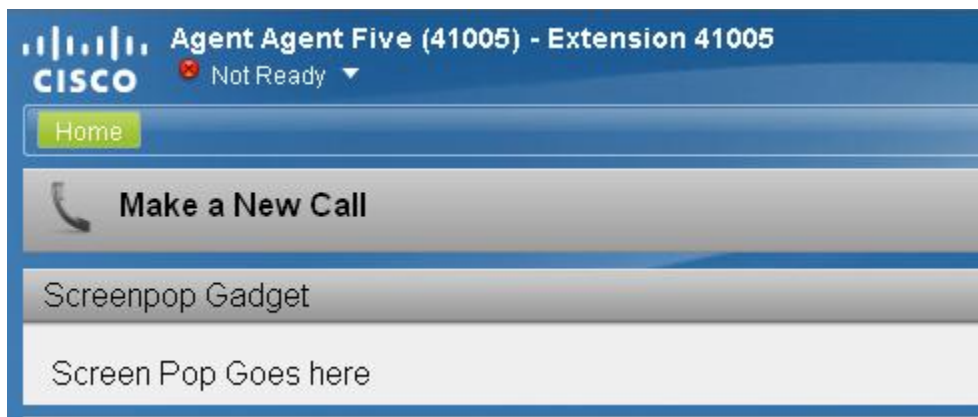 Agent Agent Five (41005) - Extension 41005
CISCO
Not Ready
Home
Make a New Call
Screenpop Gadget
Screen Pop Goes here